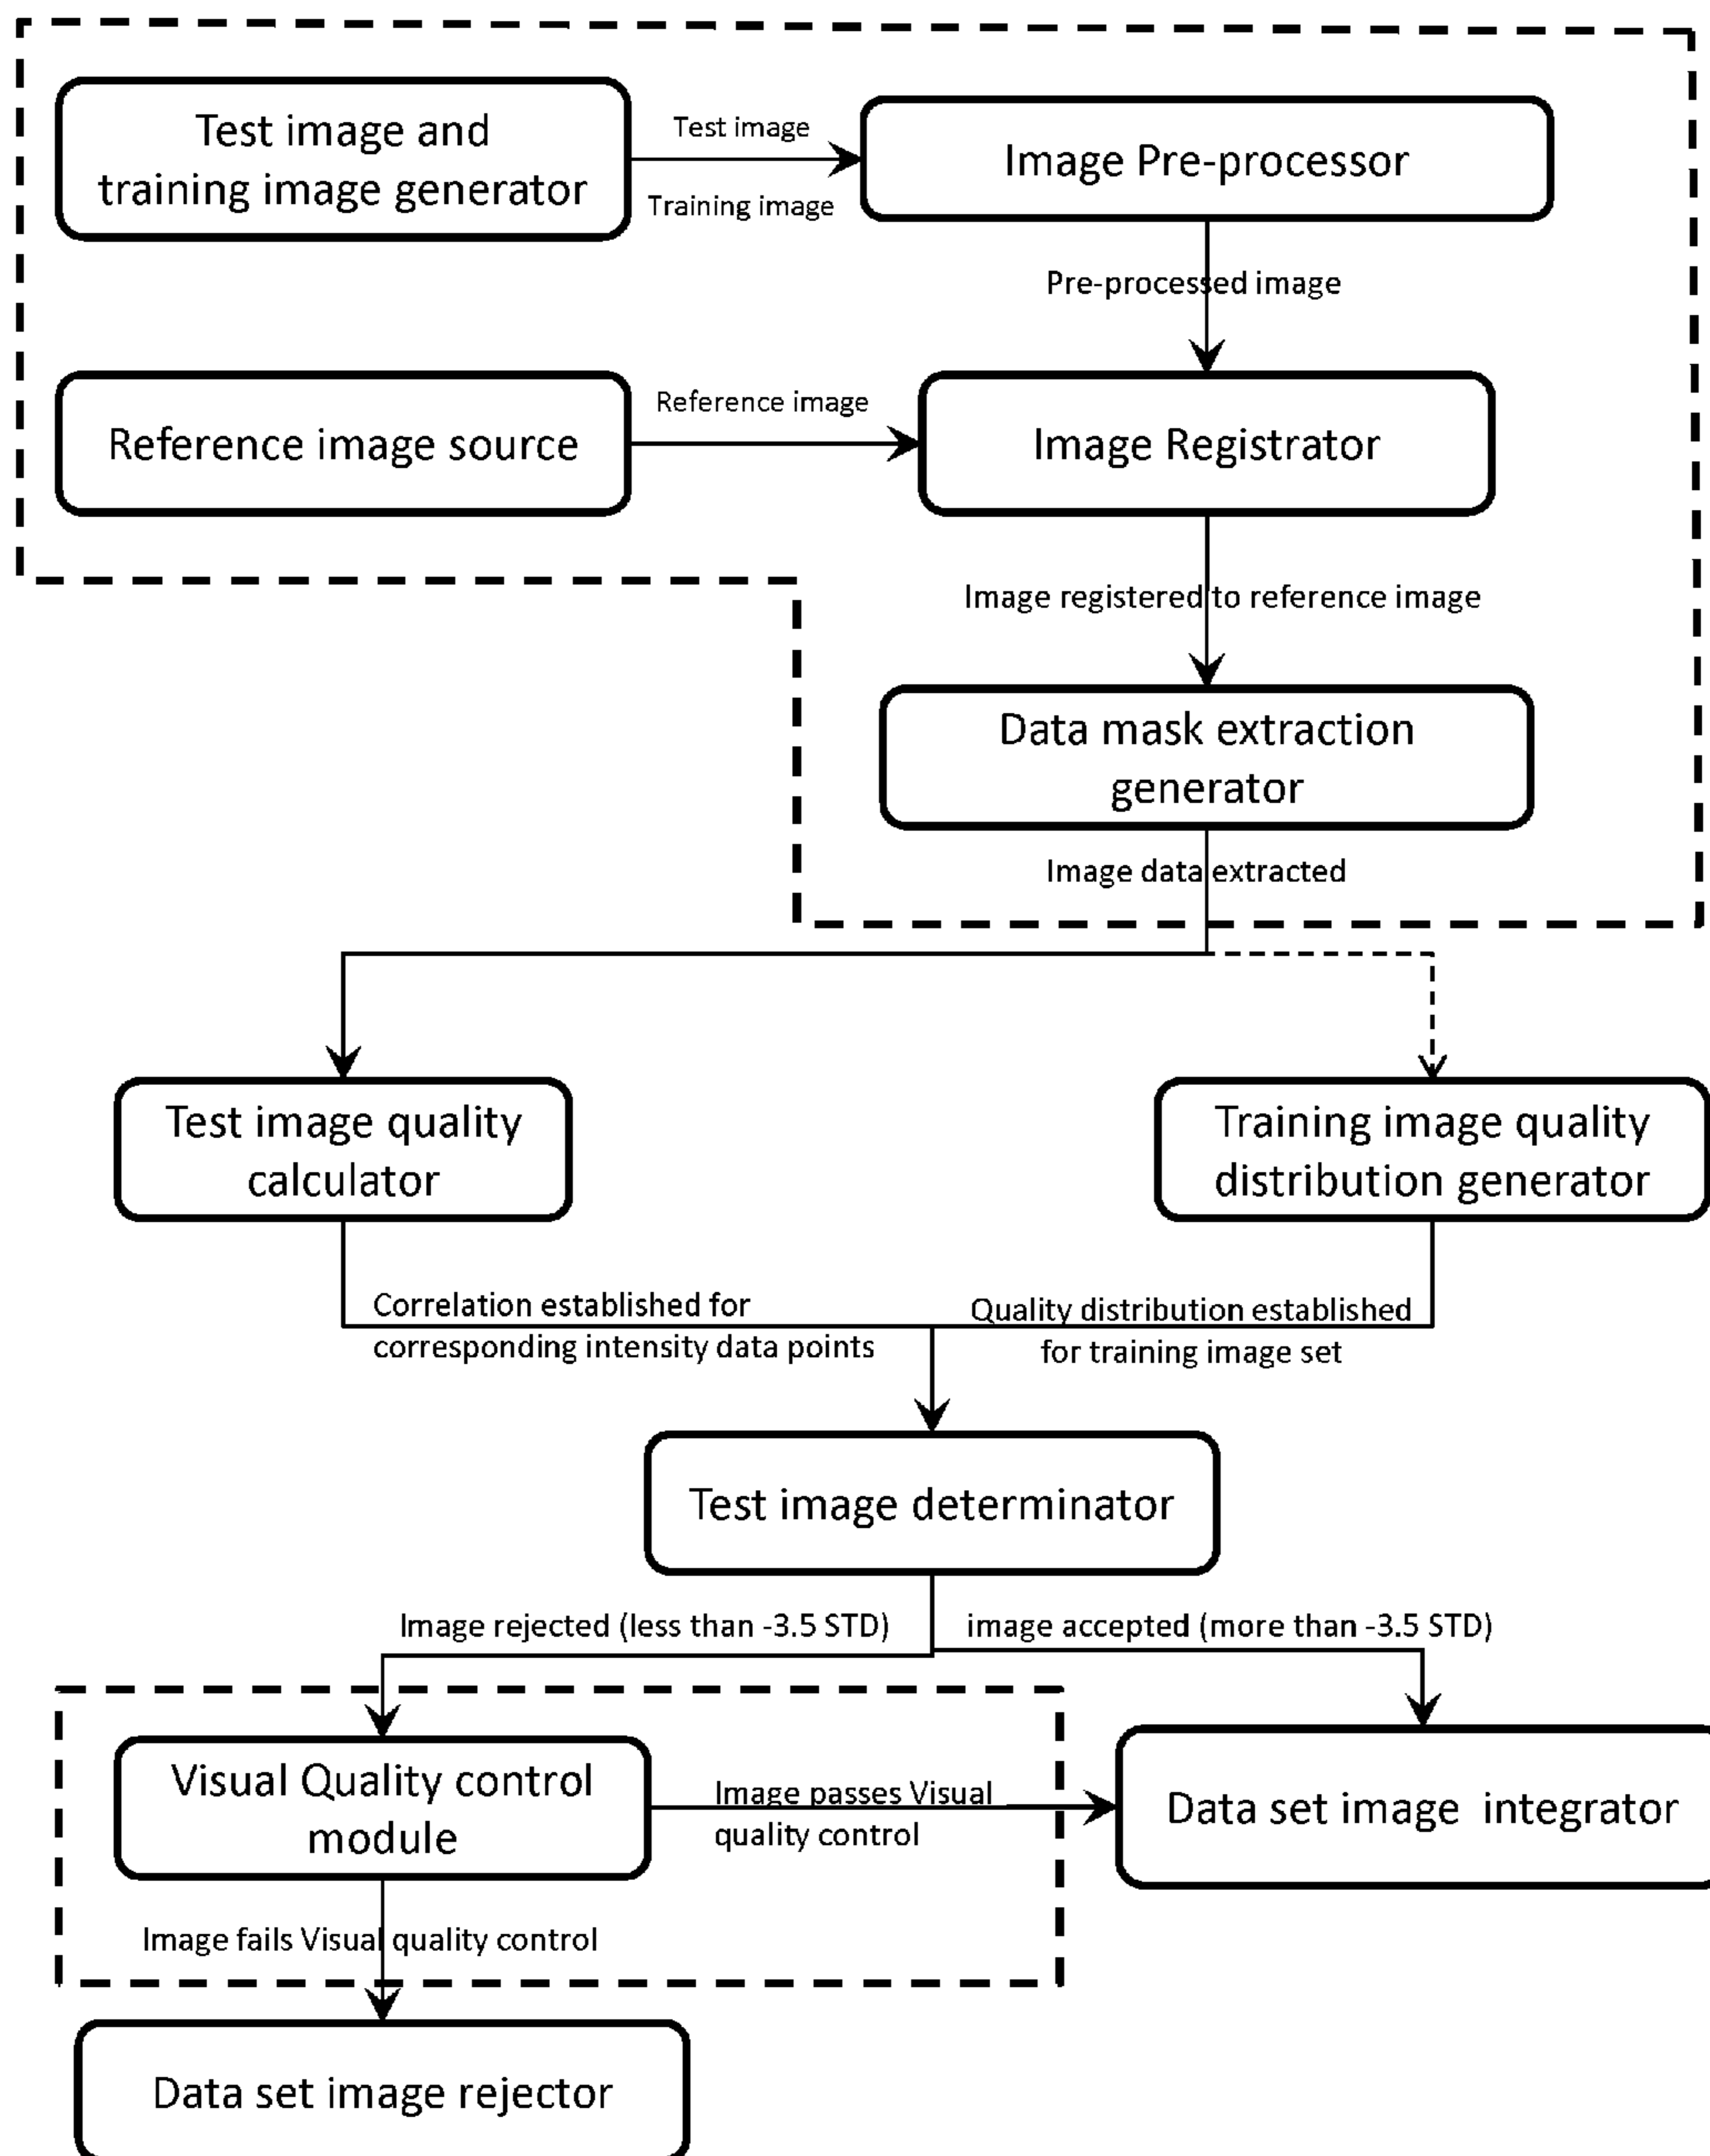 Test image and
training image generator
Test image
Training image
Image Pre-processor
Pre-processed image
Reference image source
Reference image
Image Registrator
Image registered to reference image
Data mask extraction
generator
Image data extracted
Test image quality
calculator
Training image quality
distribution generator
Correlation established for
corresponding intensity data points
Quality distribution established
for training image set
Test image determinator
Image rejected (less than -3.5 STD)
image accepted (more than -3.5 STD)
Visual Quality control
module
Image passes Visual
quality control
Data set image integrator
Image fails Visual quality control
Data set image rejector